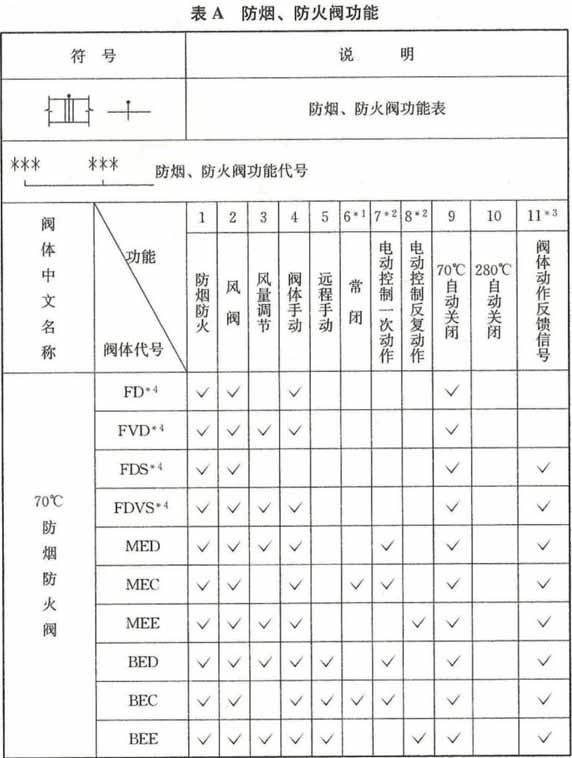 表 A 防烟、防火阀功能
符 号 说 明
防烟、防火阀功能表
*** *** 防烟、防火阀功能代号
阀体中文名称 功能 阀体代号 1 2 3 4 5 6*1 7*2 8*2 9 10 11*3
防烟防火 风阀 风量调节 阀体手动 远程手动 常闭 电动控制一次动作 电动控制反复动作 70℃自动关闭 280℃自动关闭 阀体动作反馈信号
70℃防烟防火阀
FD*4 ✓ ✓ ✓ ✓
FVD*4 ✓ ✓ ✓ ✓ ✓
FDS*4 ✓ ✓ ✓ ✓
FDVS*4 ✓ ✓ ✓ ✓ ✓ ✓
MED ✓ ✓ ✓ ✓ ✓ ✓ ✓
MEC ✓ ✓ ✓ ✓ ✓ ✓ ✓
MEE ✓ ✓ ✓ ✓ ✓ ✓ ✓
BED ✓ ✓ ✓ ✓ ✓ ✓ ✓ ✓
BEC ✓ ✓ ✓ ✓ ✓ ✓ ✓ ✓
BEE ✓ ✓ ✓ ✓ ✓ ✓ ✓ ✓